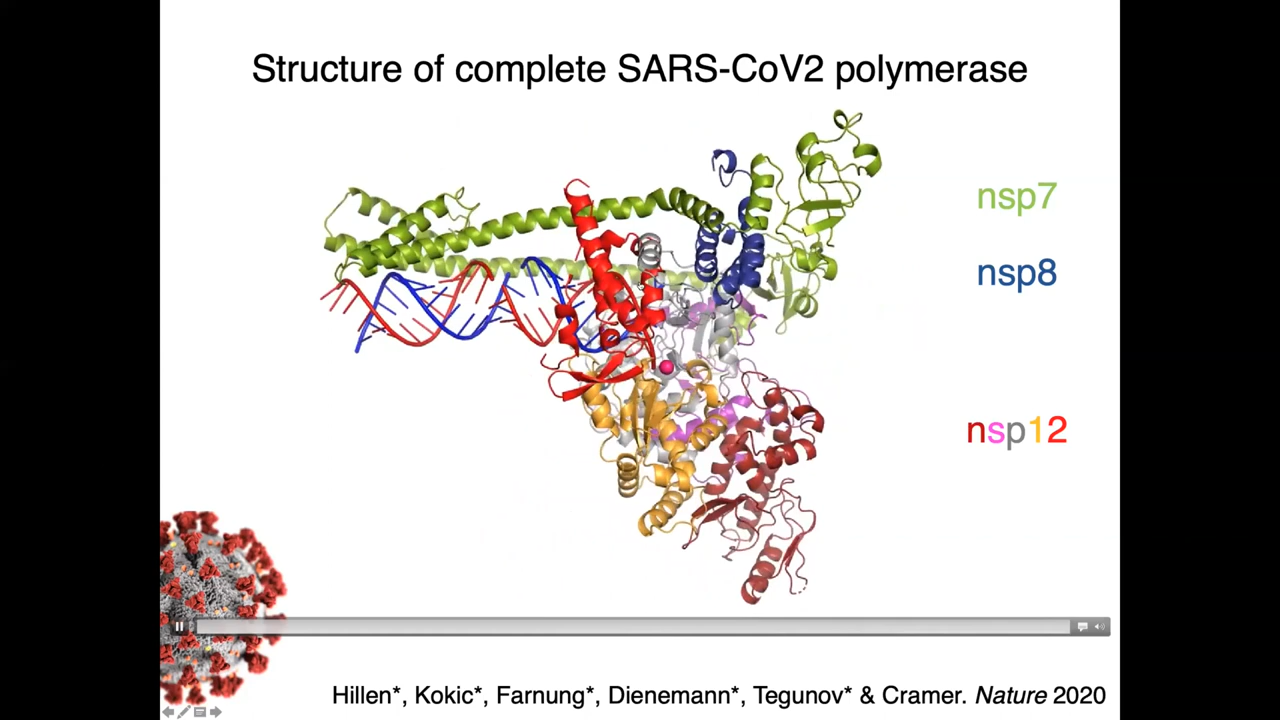 Structure of complete SARS-CoV2 polymerase
nsp7
nsp8
nsp12
Hillen*, Kokic*, Farnung*, Dienemann*, Tegunov* & Cramer. Nature 2020